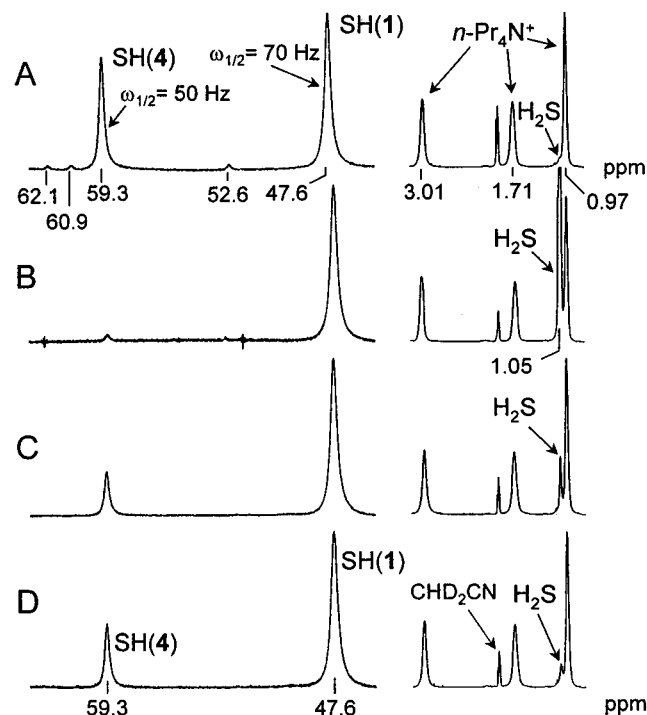 A
SH(4)
ω1/2= 50 Hz
SH(1)
ω1/2= 70 Hz
n-Pr4N+
H2S
ppm
62.1
60.9
59.3
52.6
47.6
3.01
1.71
0.97
B
H2S
1.05
C
H2S
D
SH(4)
SH(1)
CHD2CN
H2S
59.3
47.6
ppm